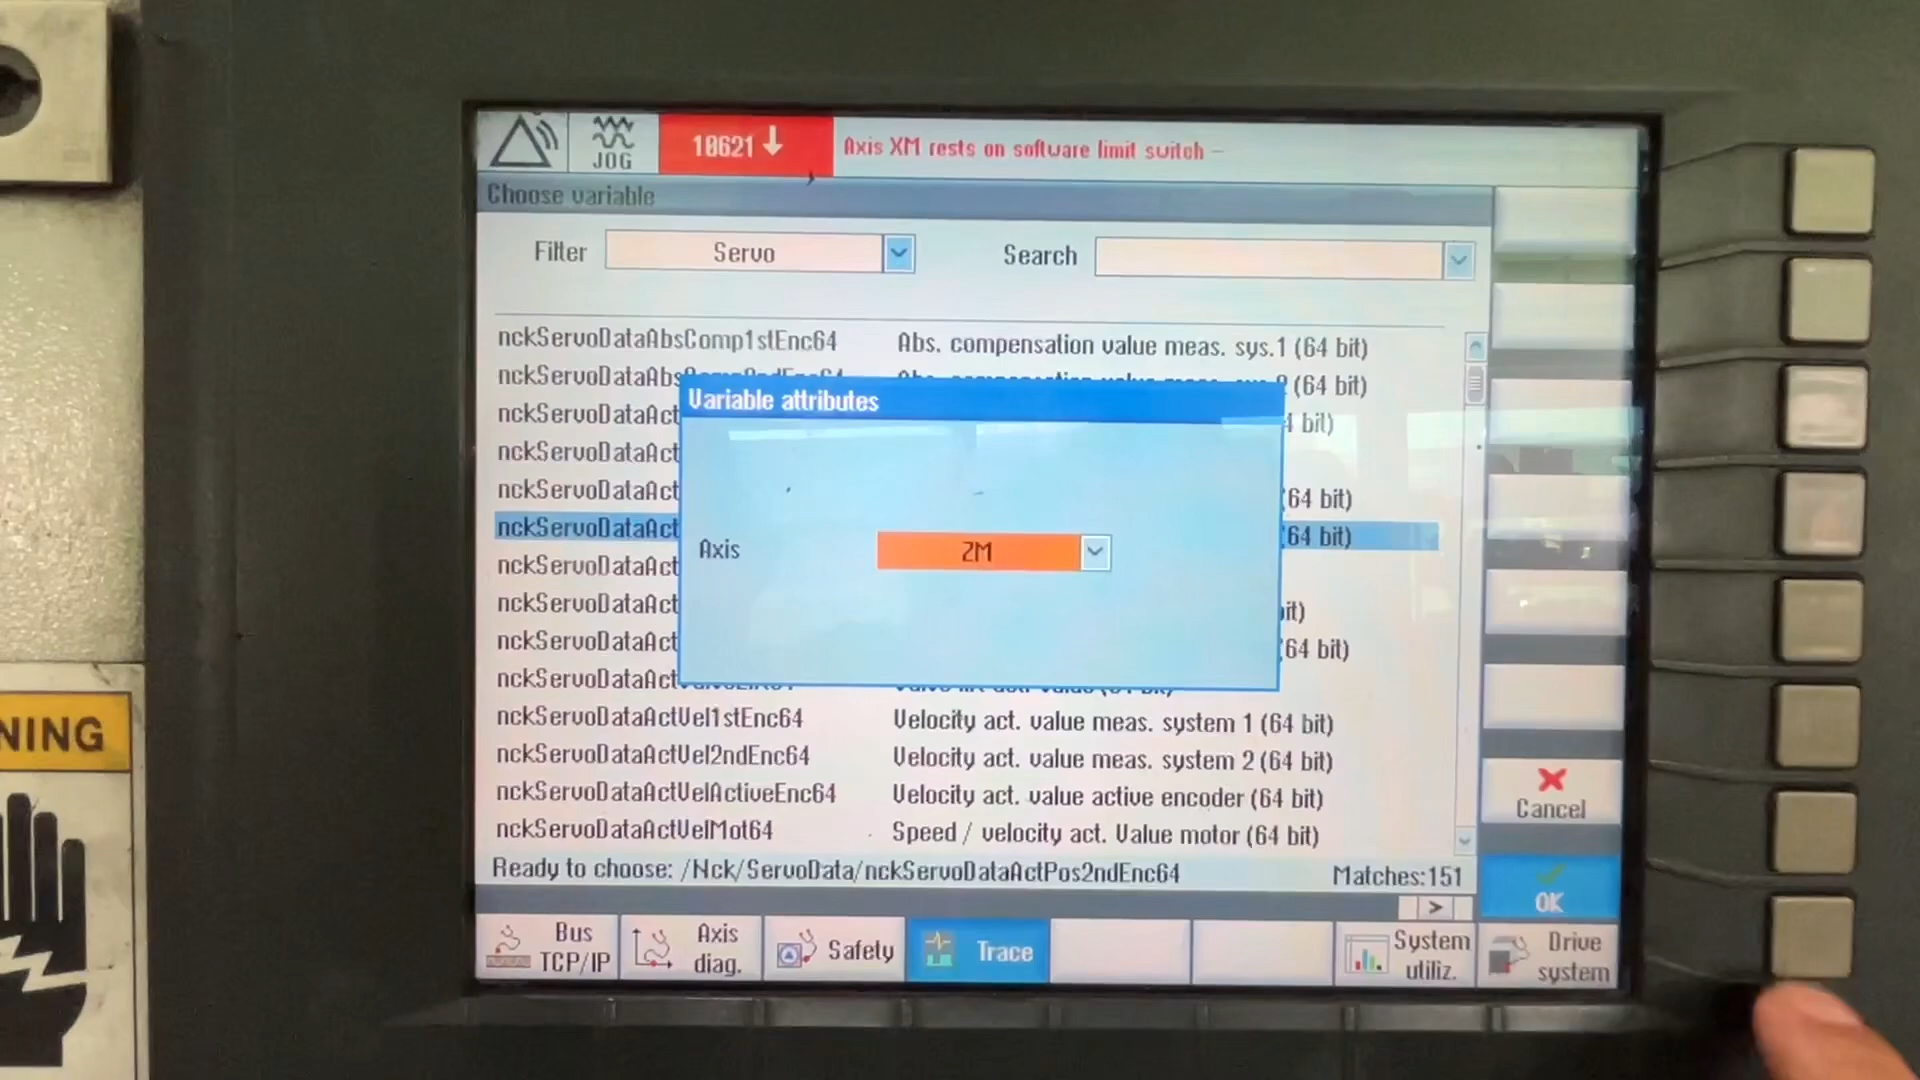 JOG
10621
Axis XM rests on software limit switch -
Choose variable
Filter Servo Search
nckServoDataAbsComp1stEnc64 Abs. compensation value meas. sys.1 (64 bit)
nckServoDataAbs (64 bit)
nckServoDataAct bit)
nckServoDataAct
nckServoDataAct (64 bit)
nckServoDataAct (64 bit)
nckServoDataAct
nckServoDataAct bit)
nckServoDataAct (64 bit)
nckServoDataAct
Variable attributes
Axis ZM
nckServoDataActVel1stEnc64 Velocity act. value meas. system 1 (64 bit)
nckServoDataActVel2ndEnc64 Velocity act. value meas. system 2 (64 bit)
nckServoDataActVelActiveEnc64 Velocity act. value active encoder (64 bit)
nckServoDataActVelMot64 Speed / velocity act. Value motor (64 bit)
Ready to choose: /Nck/ServoData/nckServoDataActPos2ndEnc64 Matches:151
>
Cancel
OK
Bus TCP/IP
Axis diag.
Safety
Trace
System utiliz.
Drive system
NING